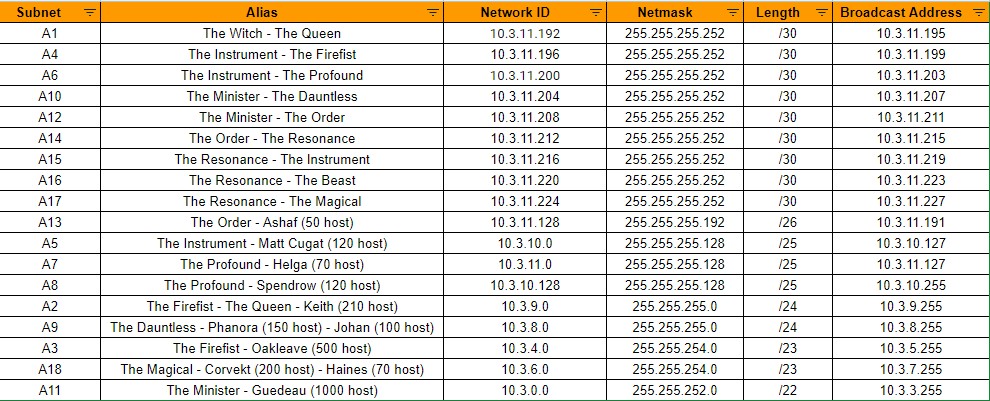 Subnet Alias Network ID Netmask Length Broadcast Address
A1 The Witch - The Queen 10.3.11.192 255.255.255.252 /30 10.3.11.195
A4 The Instrument - The Firefist 10.3.11.196 255.255.255.252 /30 10.3.11.199
A6 The Instrument - The Profound 10.3.11.200 255.255.255.252 /30 10.3.11.203
A10 The Minister - The Dauntless 10.3.11.204 255.255.255.252 /30 10.3.11.207
A12 The Minister - The Order 10.3.11.208 255.255.255.252 /30 10.3.11.211
A14 The Order - The Resonance 10.3.11.212 255.255.255.252 /30 10.3.11.215
A15 The Resonance - The Instrument 10.3.11.216 255.255.255.252 /30 10.3.11.219
A16 The Resonance - The Beast 10.3.11.220 255.255.255.252 /30 10.3.11.223
A17 The Resonance - The Magical 10.3.11.224 255.255.255.252 /30 10.3.11.227
A13 The Order - Ashaf (50 host) 10.3.11.128 255.255.255.192 /26 10.3.11.191
A5 The Instrument - Matt Cugat (120 host) 10.3.10.0 255.255.255.128 /25 10.3.10.127
A7 The Profound - Helga (70 host) 10.3.11.0 255.255.255.128 /25 10.3.11.127
A8 The Profound - Spendrow (120 host) 10.3.10.128 255.255.255.128 /25 10.3.10.255
A2 The Firefist - The Queen - Keith (210 host) 10.3.9.0 255.255.255.0 /24 10.3.9.255
A9 The Dauntless - Phanora (150 host) - Johan (100 host) 10.3.8.0 255.255.255.0 /24 10.3.8.255
A3 The Firefist - Oakleave (500 host) 10.3.4.0 255.255.254.0 /23 10.3.5.255
A18 The Magical - Corvekt (200 host) - Haines (70 host) 10.3.6.0 255.255.254.0 /23 10.3.7.255
A11 The Minister - Guedeau (1000 host) 10.3.0.0 255.255.252.0 /22 10.3.3.255